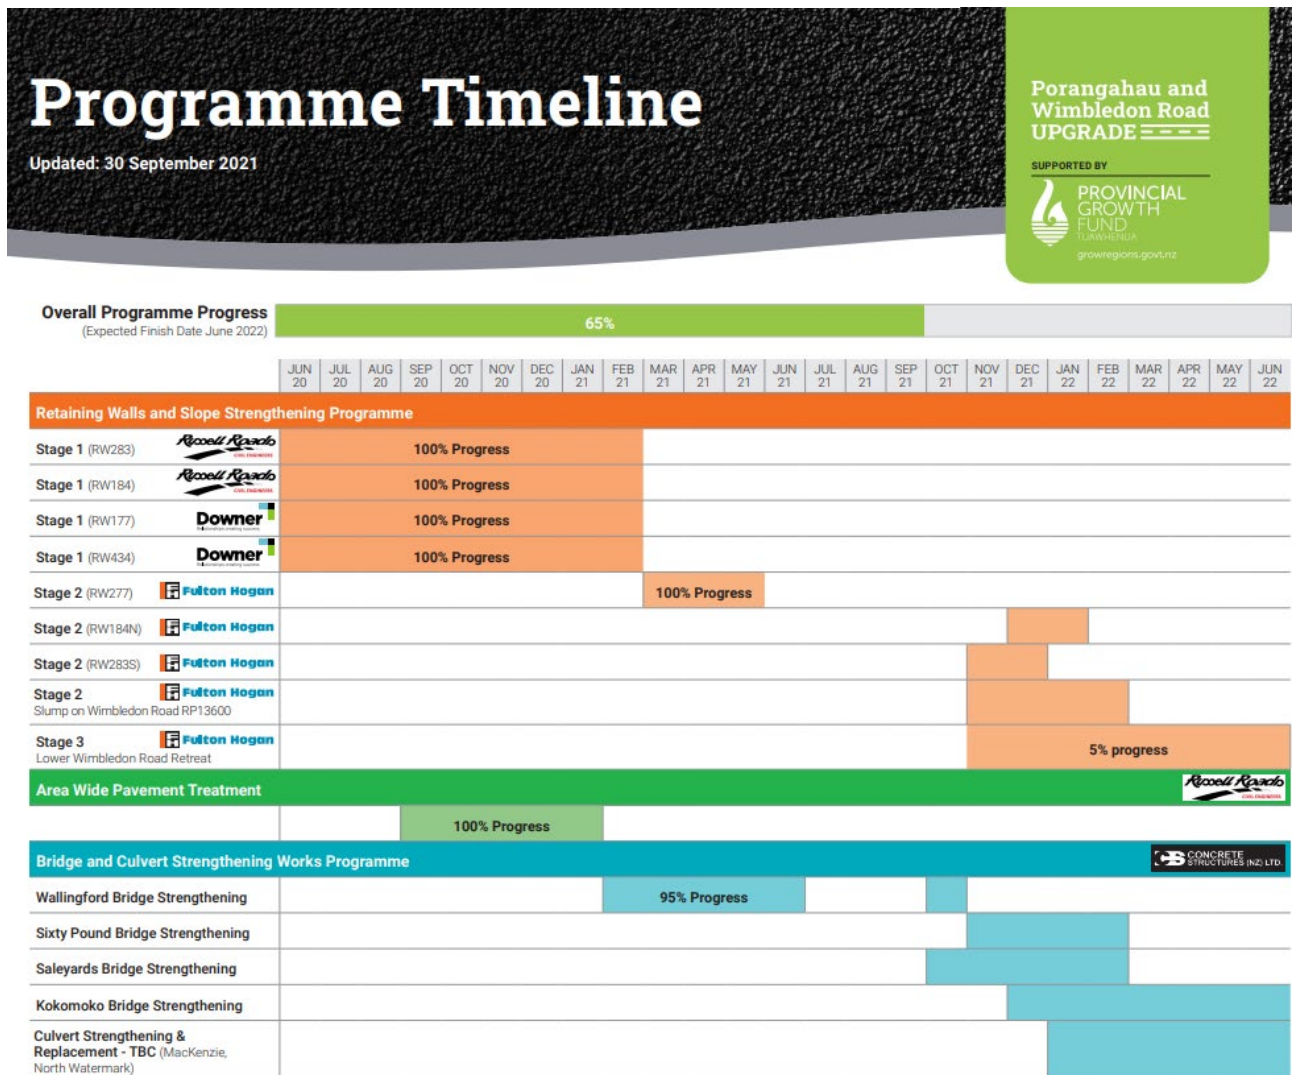 Programme Timeline
Updated: 30 September 2021
Porangahau and
Wimbledon Road
UPGRADE
SUPPORTED BY
PROVINCIAL
GROWTH
FUND
TUAWHENUA
growregions.govt.nz
Overall Programme Progress
(Expected Finish Date June 2022)
65%
JUN 20 JUL 20 AUG 20 SEP 20 OCT 20 NOV 20 DEC 20 JAN 21 FEB 21 MAR 21 APR 21 MAY 21 JUN 21 JUL 21 AUG 21 SEP 21 OCT 21 NOV 21 DEC 21 JAN 22 FEB 22 MAR 22 APR 22 MAY 22 JUN 22
Retaining Walls and Slope Strengthening Programme
Stage 1 (RW283) Russell Roads CIVIL ENGINEERS 100% Progress
Stage 1 (RW184) Russell Roads CIVIL ENGINEERS 100% Progress
Stage 1 (RW177) Downer 100% Progress
Stage 1 (RW434) Downer 100% Progress
Stage 2 (RW277) Fulton Hogan 100% Progress
Stage 2 (RW184N) Fulton Hogan
Stage 2 (RW283S) Fulton Hogan
Stage 2 Fulton Hogan
Slump on Wimbledon Road RP13600
Stage 3 Fulton Hogan
Lower Wimbledon Road Retreat
5% progress
Area Wide Pavement Treatment Russell Roads CIVIL ENGINEERS
100% Progress
Bridge and Culvert Strengthening Works Programme CONCRETE
STRUCTURES (NZ) LTD.
Wallingford Bridge Strengthening 95% Progress
Sixty Pound Bridge Strengthening
Saleyards Bridge Strengthening
Kokomoko Bridge Strengthening
Culvert Strengthening &
Replacement - TBC (MacKenzie,
North Watermark)